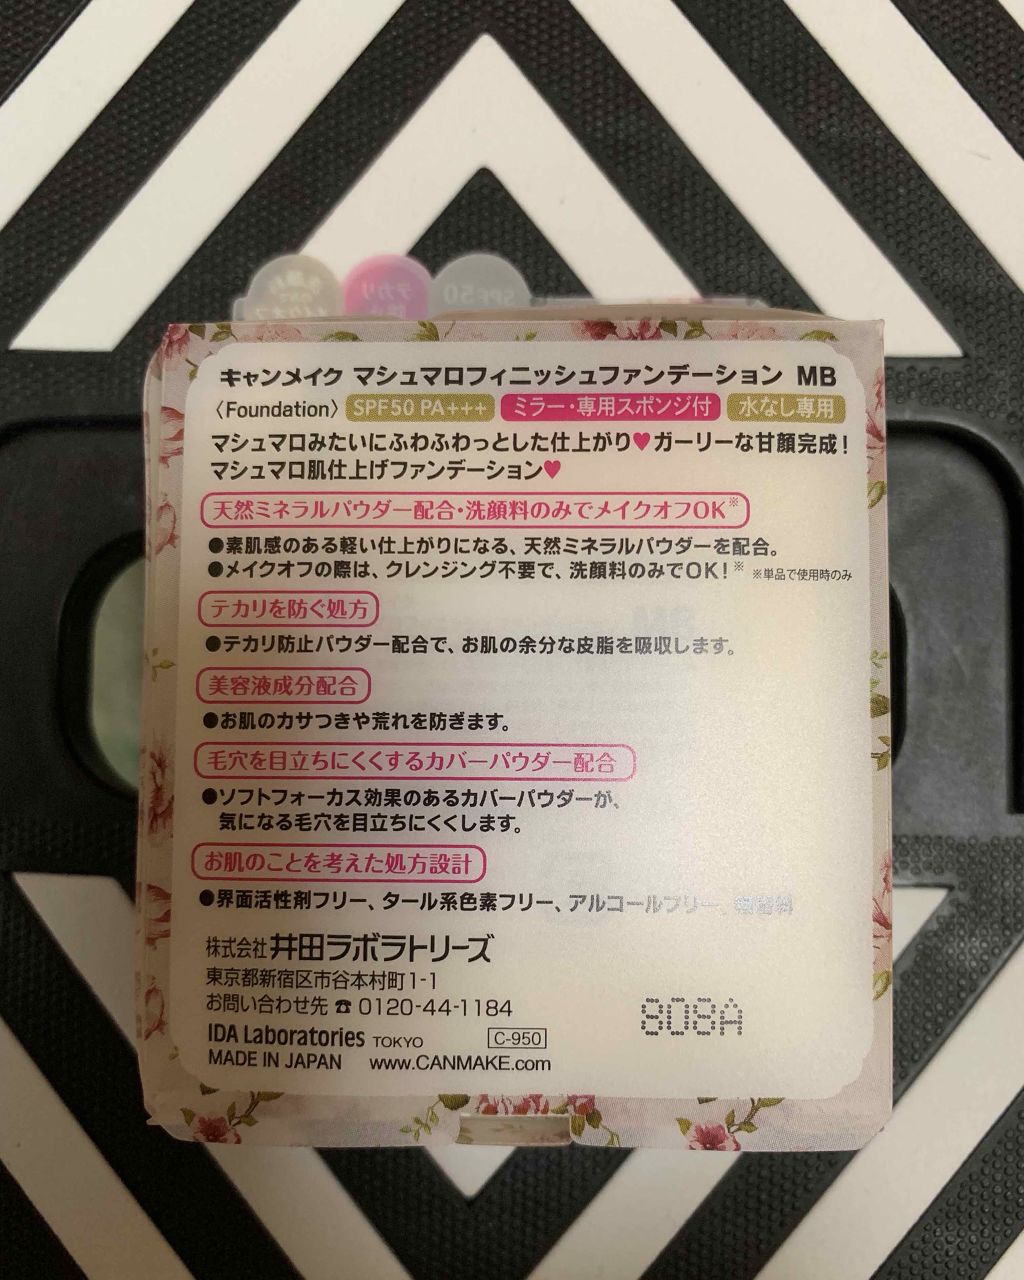 SPF50
テカリ
キャンメイク マシュマロフィニッシュファンデーション MB
〈Foundation〉 SPF50 PA+++ ミラー・専用スポンジ付 水なし専用
マシュマロみたいにふわふわっとした仕上がり♥ガーリーな甘顔完成!
マシュマロ肌仕上げファンデーション♥
天然ミネラルパウダー配合・洗顔料のみでメイクオフOK※
●素肌感のある軽い仕上がりになる、天然ミネラルパウダーを配合。
●メイクオフの際は、クレンジング不要で、洗顔料のみでOK!※ ※単品で使用時のみ
テカリを防ぐ処方
●テカリ防止パウダー配合で、お肌の余分な皮脂を吸収します。
美容液成分配合
●お肌のカサつきや荒れを防ぎます。
毛穴を目立ちにくくするカバーパウダー配合
●ソフトフォーカス効果のあるカバーパウダーが、
気になる毛穴を目立ちにくくします。
お肌のことを考えた処方設計
●界面活性剤フリー、タール系色素フリー、アルコールフリー、無香料
株式会社 井田ラボラトリーズ
東京都新宿区市谷本村町1-1
お問い合わせ先 ☎ 0120-44-1184
808A
IDA Laboratories TOKYO C-950
MADE IN JAPAN www.CANMAKE.com